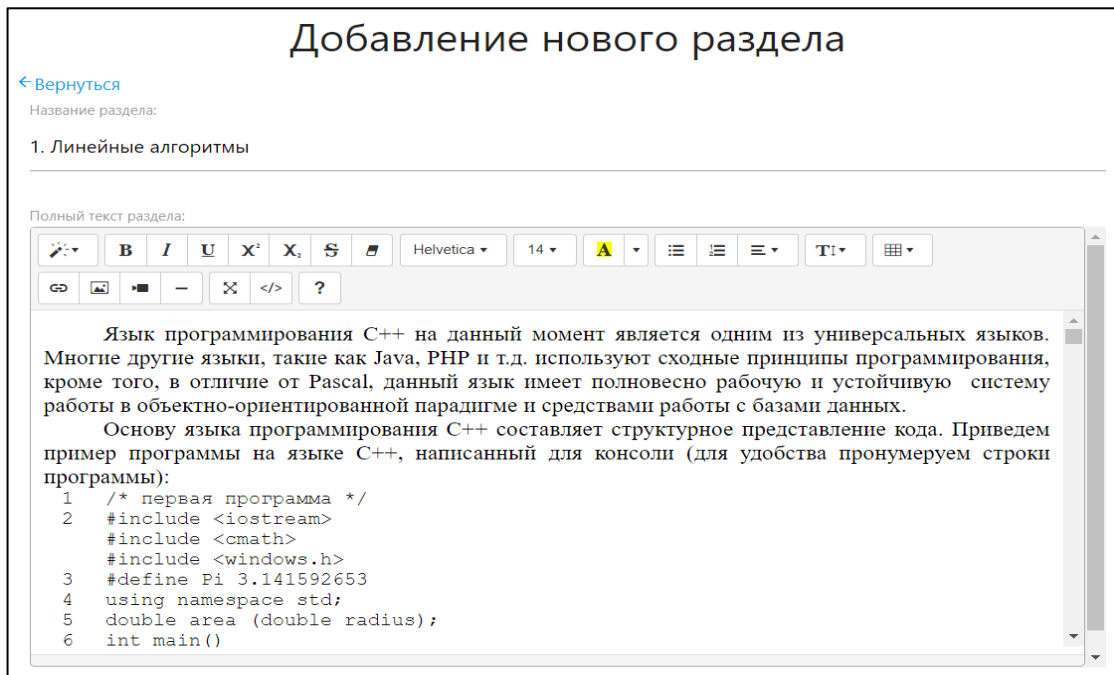 Добавление нового раздела
Вернуться
Название раздела:
1. Линейные алгоритмы
Полный текст раздела:
B I U X² X₂ S Helvetica 14 A T
</> ?
Язык программирования C++ на данный момент является одним из универсальных языков.
Многие другие языки, такие как Java, PHP и т.д. используют сходные принципы программирования,
кроме того, в отличие от Pascal, данный язык имеет полновесно рабочую и устойчивую систему
работы в объектно-ориентированной парадигме и средствами работы с базами данных.
Основу языка программирования C++ составляет структурное представление кода. Приведем
пример программы на языке C++, написанный для консоли (для удобства пронумеруем строки
программы):
1 /* первая программа */
2 #include <iostream>
#include <cmath>
#include <windows.h>
3 #define Pi 3.141592653
4 using namespace std;
5 double area (double radius);
6 int main()